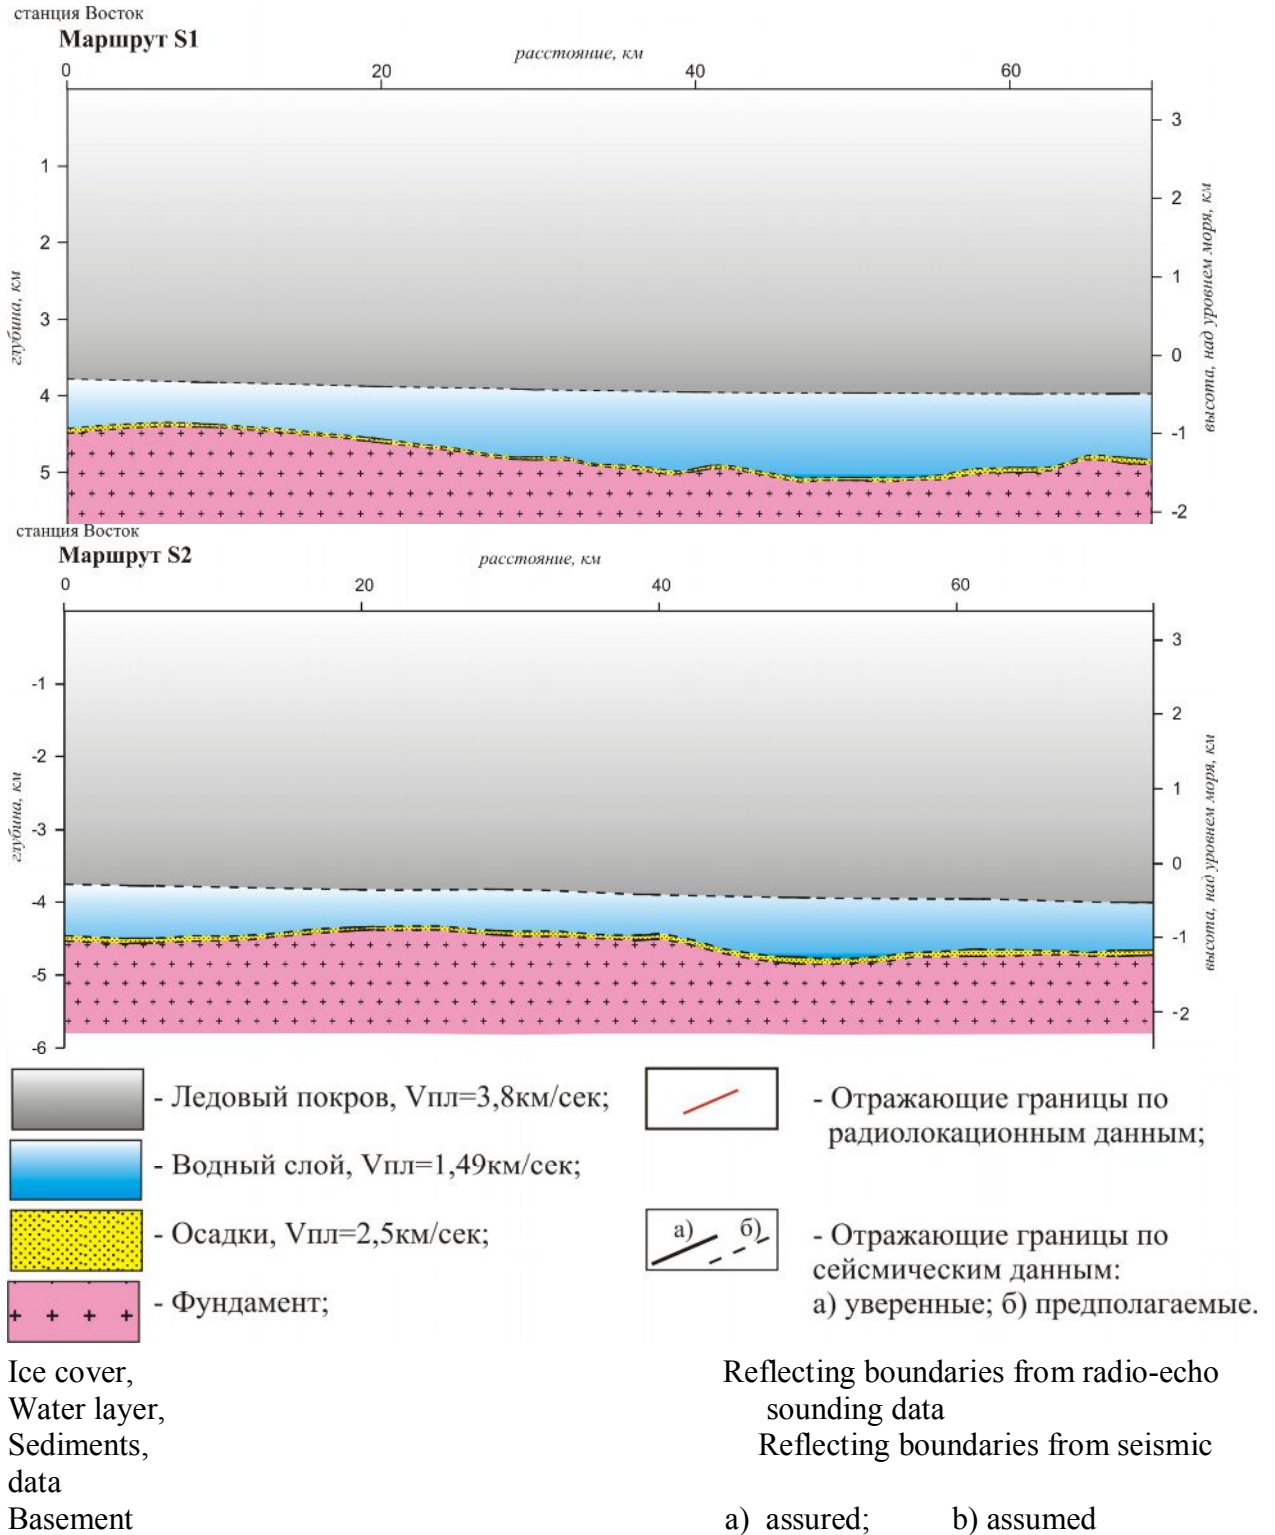 станция Восток
Маршрут S1
расстояние, км
0 20 40 60
1
2
3
4
5
глубина, км
3
2
1
0
-1
-2
высота, над уровнем моря, км
станция Восток
Маршрут S2
расстояние, км
0 20 40 60
-1
-2
-3
-4
-5
-6
глубина, км
3
2
1
0
-1
-2
высота, над уровнем моря, км
- Ледовый покров, Vпл=3,8км/сек;
- Водный слой, Vпл=1,49км/сек;
- Осадки, Vпл=2,5км/сек;
- Фундамент;
- Отражающие границы по
радиолокационным данным;
а) б)
- Отражающие границы по
сейсмическим данным:
а) уверенные; б) предполагаемые.
Ice cover, Reflecting boundaries from radio-echo
Water layer, sounding data
Sediments, Reflecting boundaries from seismic
data
Basement a) assured; b) assumed